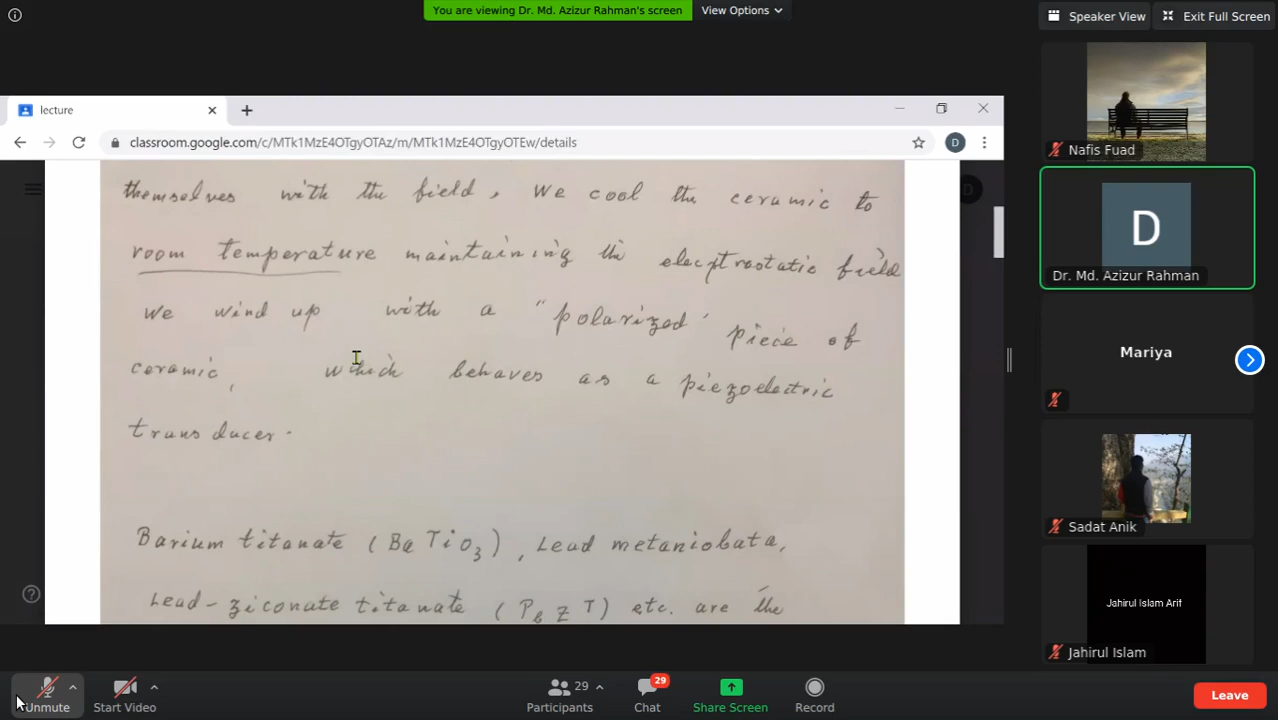 You are viewing Dr. Md. Azizur Rahman's screen
View Options
Speaker View
Exit Full Screen
lecture
classroom.google.com/c/MTk1MzE4OTgyOTAz/m/MTk1MzE4OTgyOTEw/details
D
themselves with the field, We cool the ceramic to
room temperature maintaining the electrostatic field
we wind up with a "polarized" piece of
ceramic, which behaves as a piezoelectric
transducer.
Barium titanate (BaTiO3), Lead metaniobata,
Lead-ziconate titanate (PbZT) etc. are the
Nafis Fuad
D
Dr. Md. Azizur Rahman
Mariya
Sadat Anik
Jahirul Islam Arif
Jahirul Islam
Unmute
Start Video
29
Participants
29
Chat
Share Screen
Record
Leave